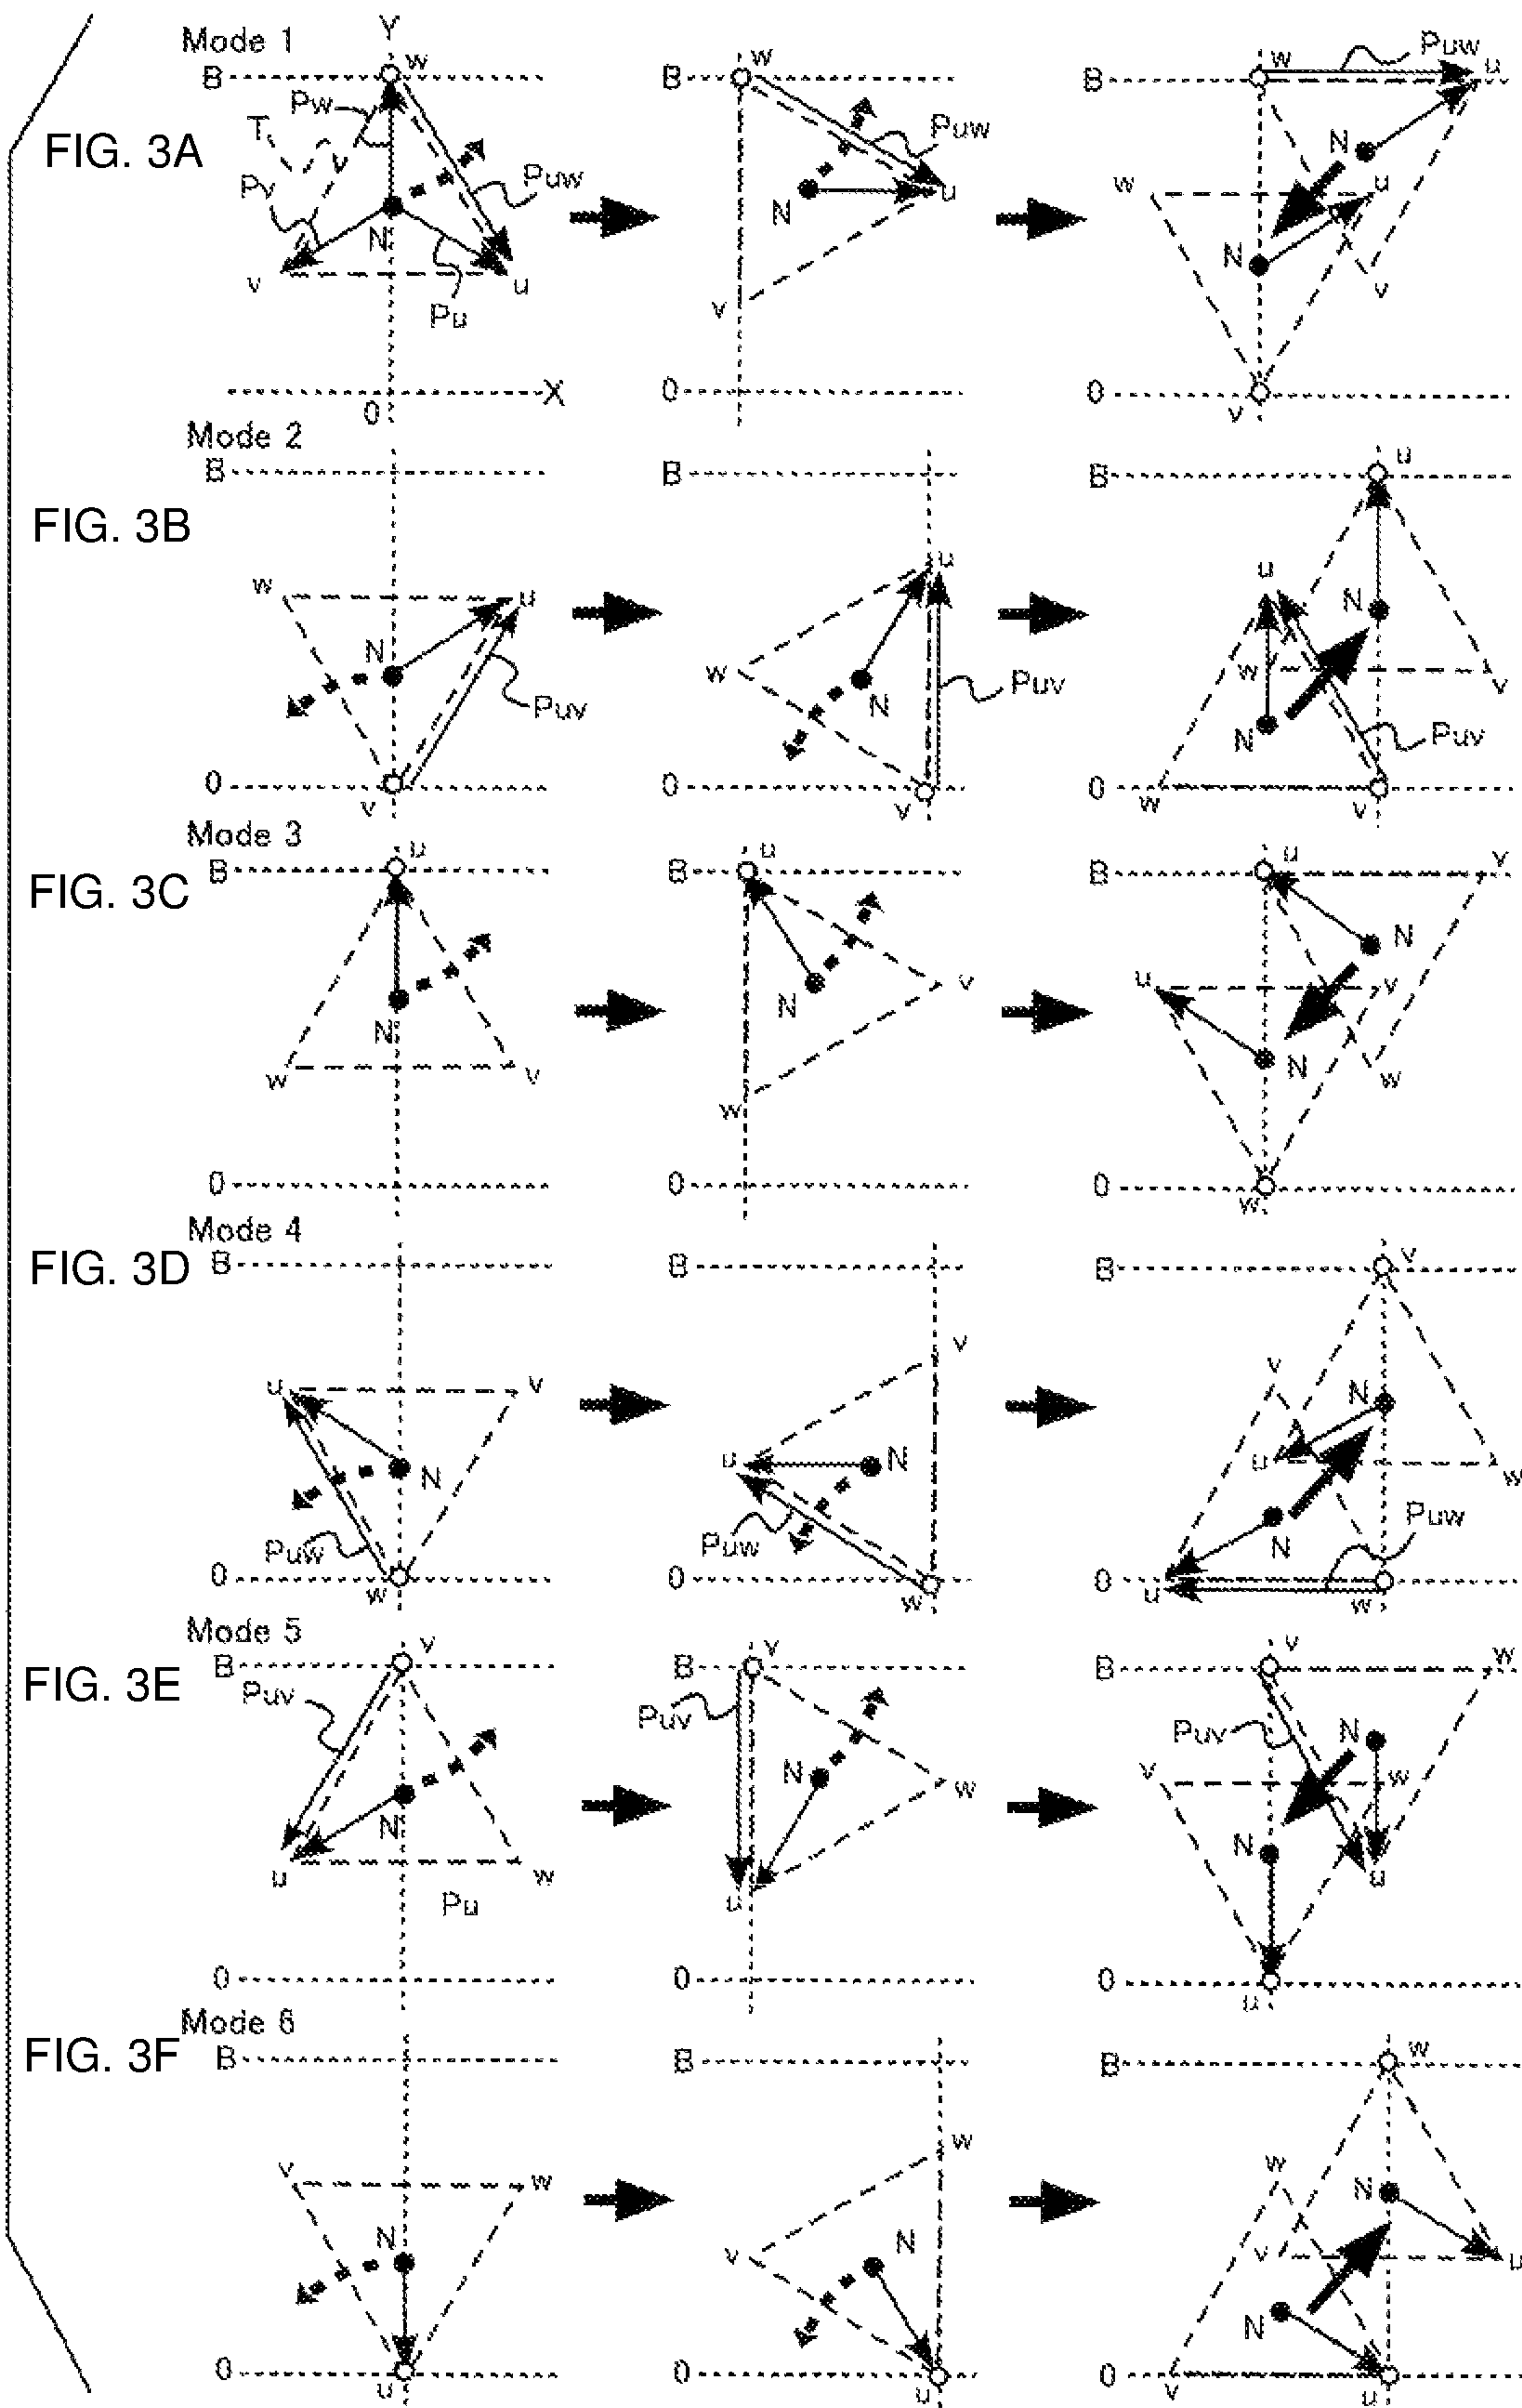 Mode 1
FIG. 3A
Y
B w
Pw
T
Pv
Puw
N
v u
Pu
0 X
B w
Puw
N u
v
0
B w Puw u
N
w u
N
v
0
v
Mode 2
FIG. 3B
B
w u
N
Puv
0
v
B
u
w
N
Puv
0
v
B u
u
N
w v
N
Puv
0
w v
Mode 3
FIG. 3C
B u
N
w v
0
B u
N v
w
0
B u v
N
u v
N w
0
w
Mode 4
FIG. 3D
B
u v
N
Puw
0
w
B
v
u N
Puw
0
w
B v
v
N
u w
N
Puw
0
u w
Mode 5
FIG. 3E
B v
Puv
N
u w
Pu
0
B v
Puv
N
w
u
0
B v w
Puv N
v w
N
u
0
u
Mode 6
FIG. 3F
B
v w
N
0
u
B
w
N
v
0
u
B w
w
N
v u
N
0
v u